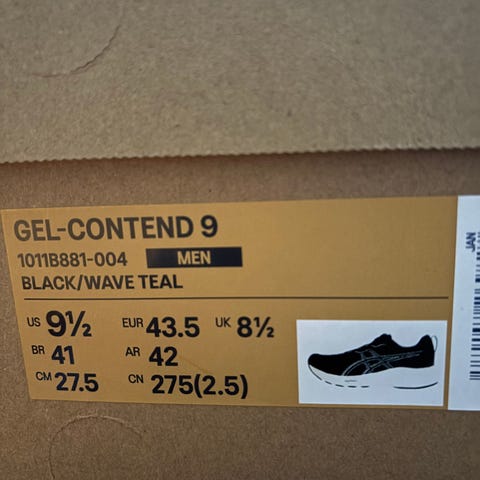 GEL-CONTEND 9
1011B881-004 MEN
BLACK/WAVE TEAL
US 9½ EUR 43.5 UK 8½
BR 41 AR 42
CM 27.5 CN 275(2.5)
JAN